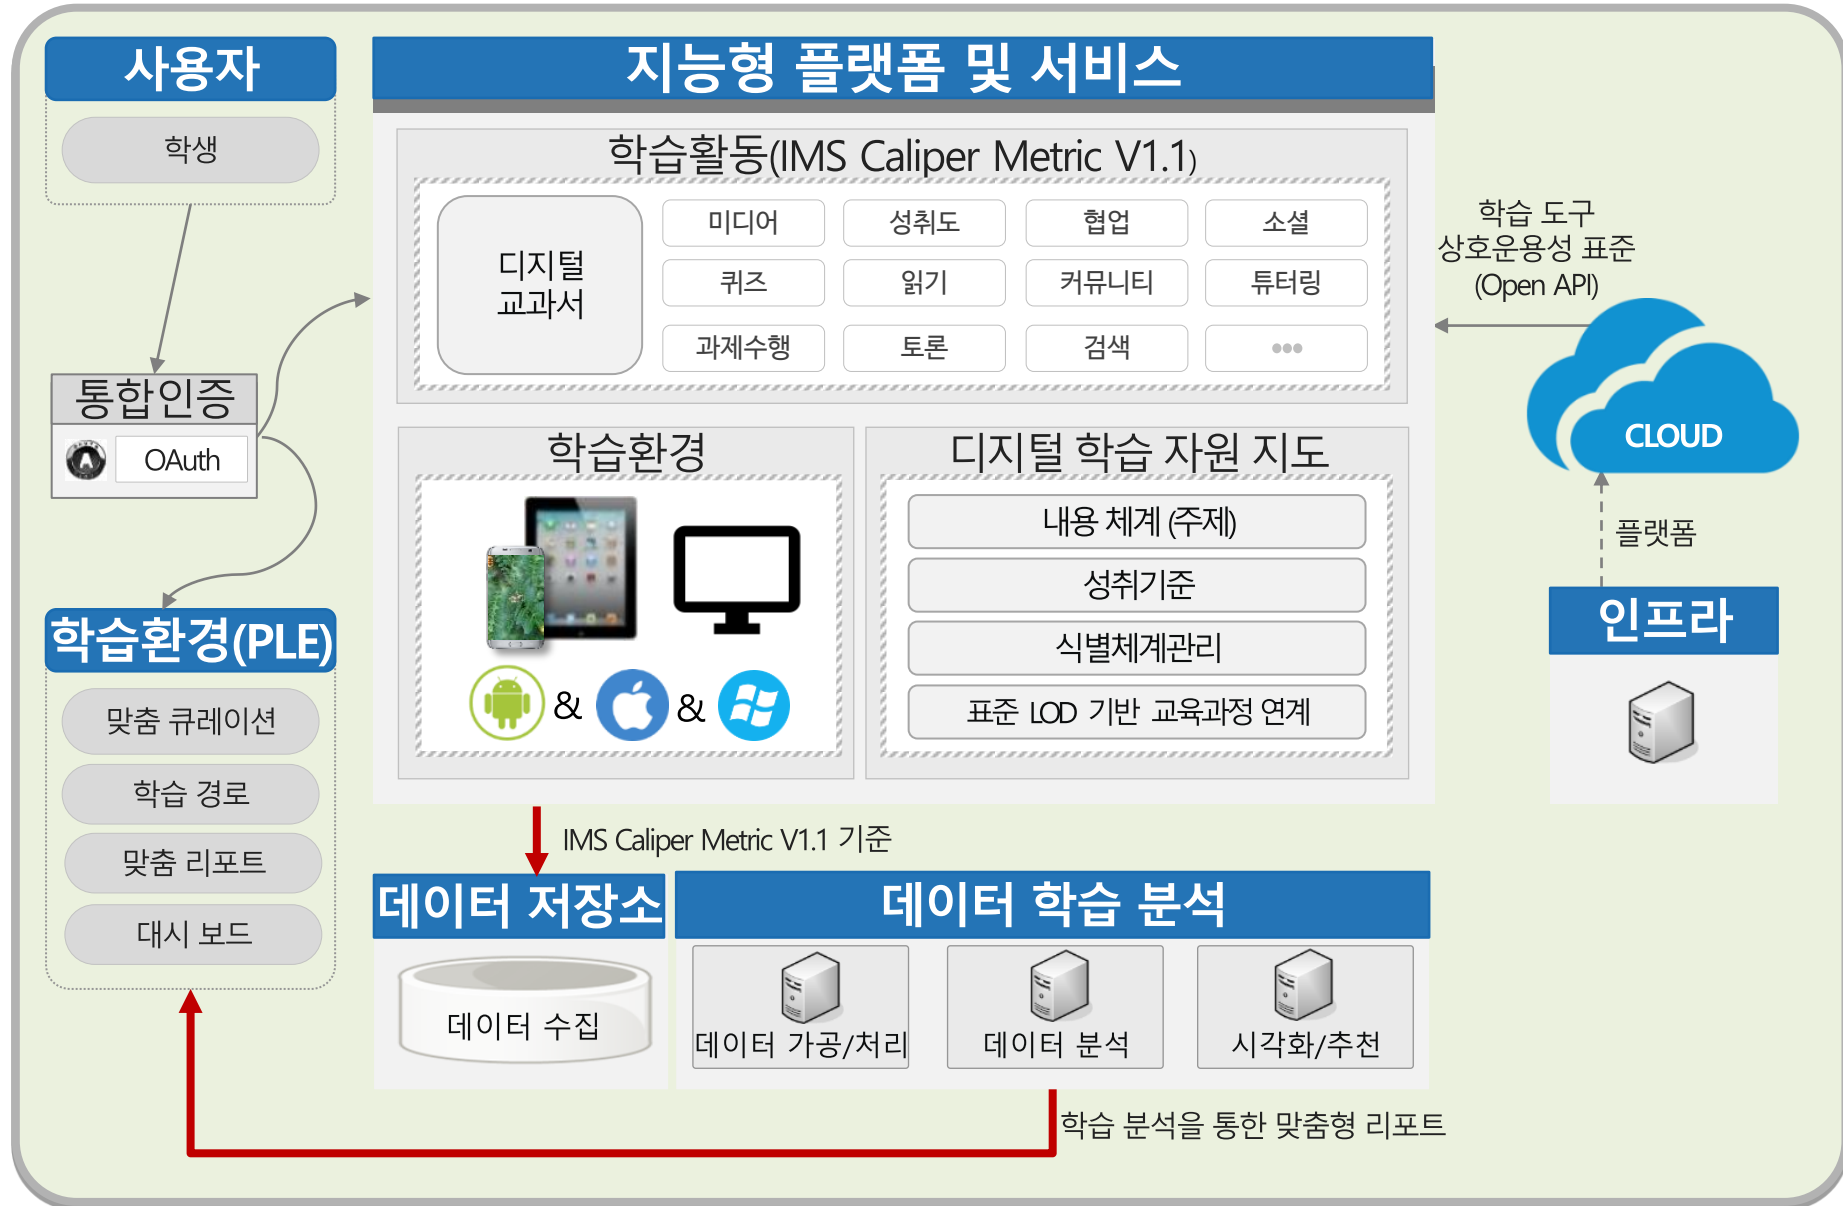 사용자
학생
통합인증
OAuth
학습환경(PLE)
맞춤 큐레이션
학습 경로
맞춤 리포트
대시 보드
지능형 플랫폼 및 서비스
학습활동(IMS Caliper Metric V1.1)
디지털
교과서
미디어 성취도 협업 소셜
퀴즈 읽기 커뮤니티 튜터링
과제수행 토론 검색 •••
학습환경
& &
디지털 학습 자원 지도
내용 체계 (주제)
성취기준
식별체계관리
표준 LOD 기반 교육과정 연계
학습 도구
상호운용성 표준
(Open API)
CLOUD
플랫폼
인프라
IMS Caliper Metric V1.1 기준
데이터 저장소
데이터 수집
데이터 학습 분석
데이터 가공/처리 데이터 분석 시각화/추천
학습 분석을 통한 맞춤형 리포트